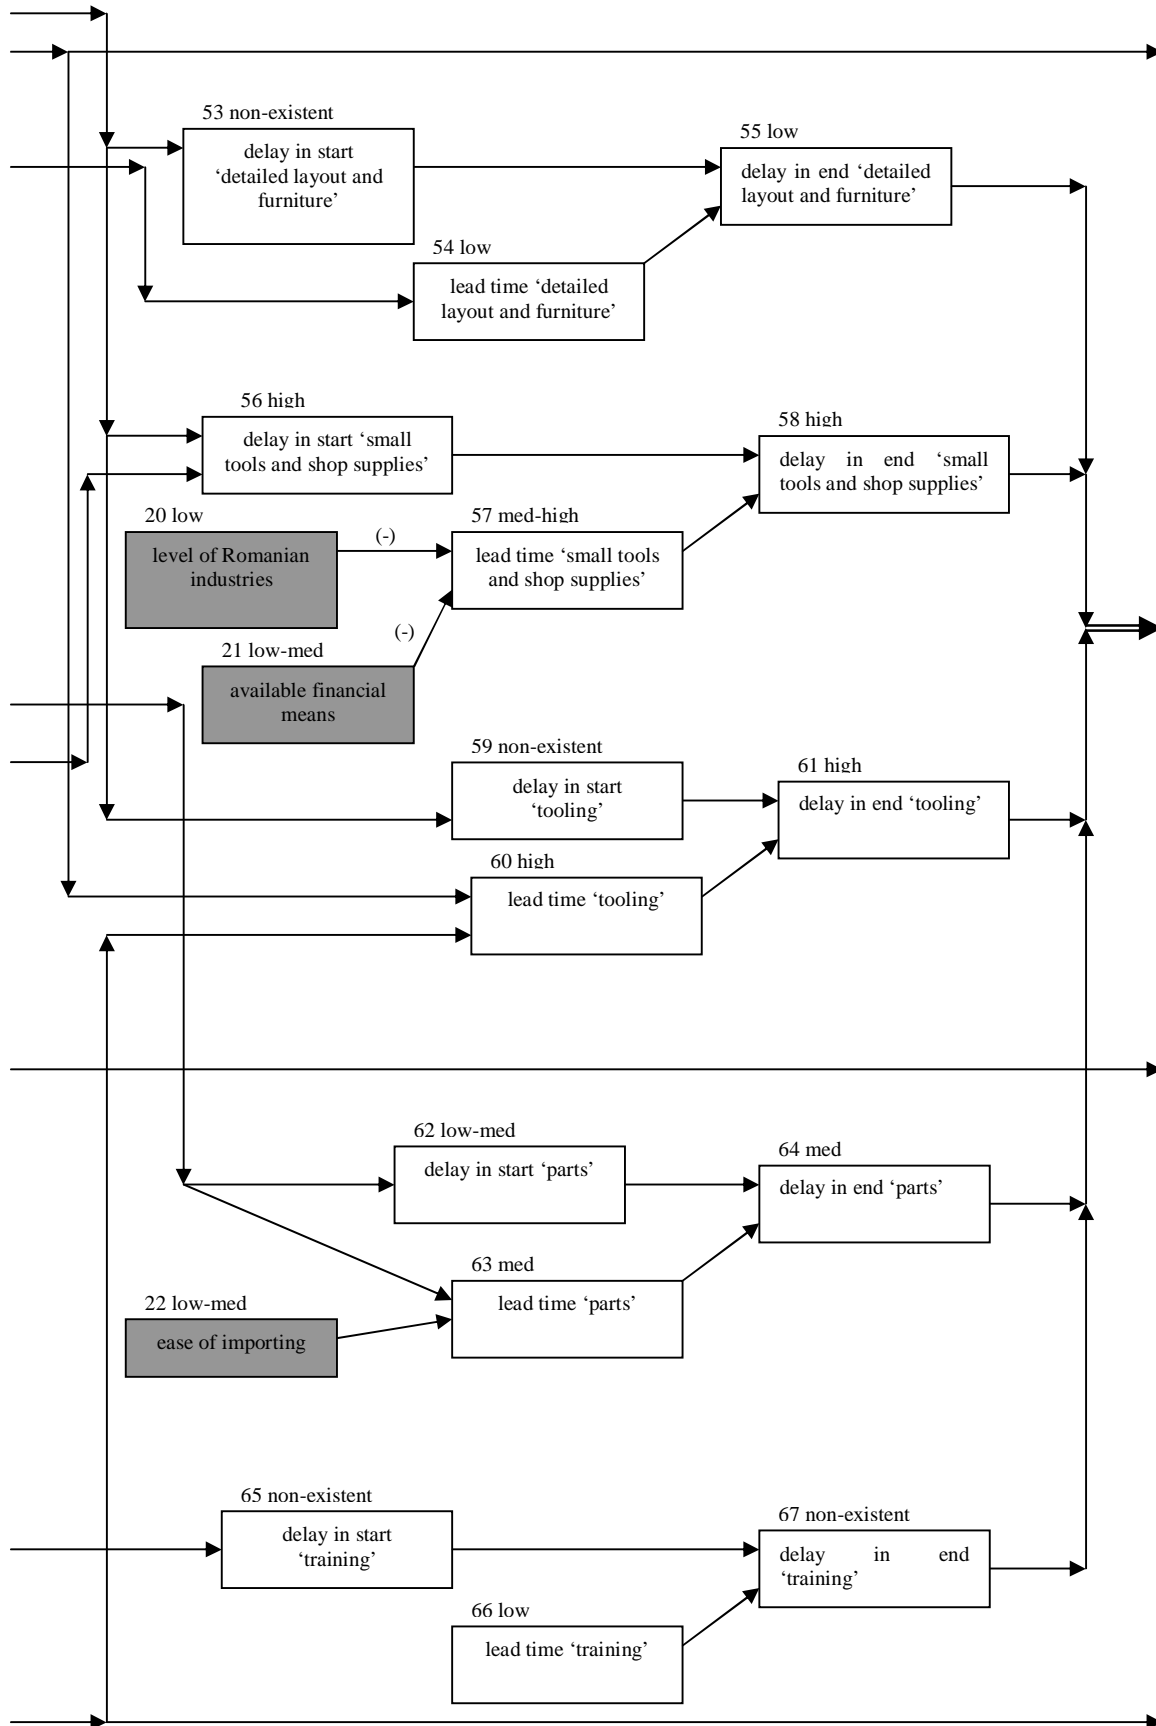 53 non-existent
delay in start
‘detailed layout and
furniture’
55 low
delay in end ‘detailed
layout and furniture’
54 low
lead time ‘detailed
layout and furniture’
56 high
delay in start ‘small
tools and shop supplies’
58 high
delay in end ‘small
tools and shop supplies’
20 low
level of Romanian
industries
(-)
57 med-high
lead time ‘small tools
and shop supplies’
(-)
21 low-med
available financial
means
59 non-existent
delay in start
‘tooling’
61 high
delay in end ‘tooling’
60 high
lead time ‘tooling’
62 low-med
delay in start ‘parts’
64 med
delay in end ‘parts’
63 med
lead time ‘parts’
22 low-med
ease of importing
65 non-existent
delay in start
‘training’
67 non-existent
delay in end
‘training’
66 low
lead time ‘training’